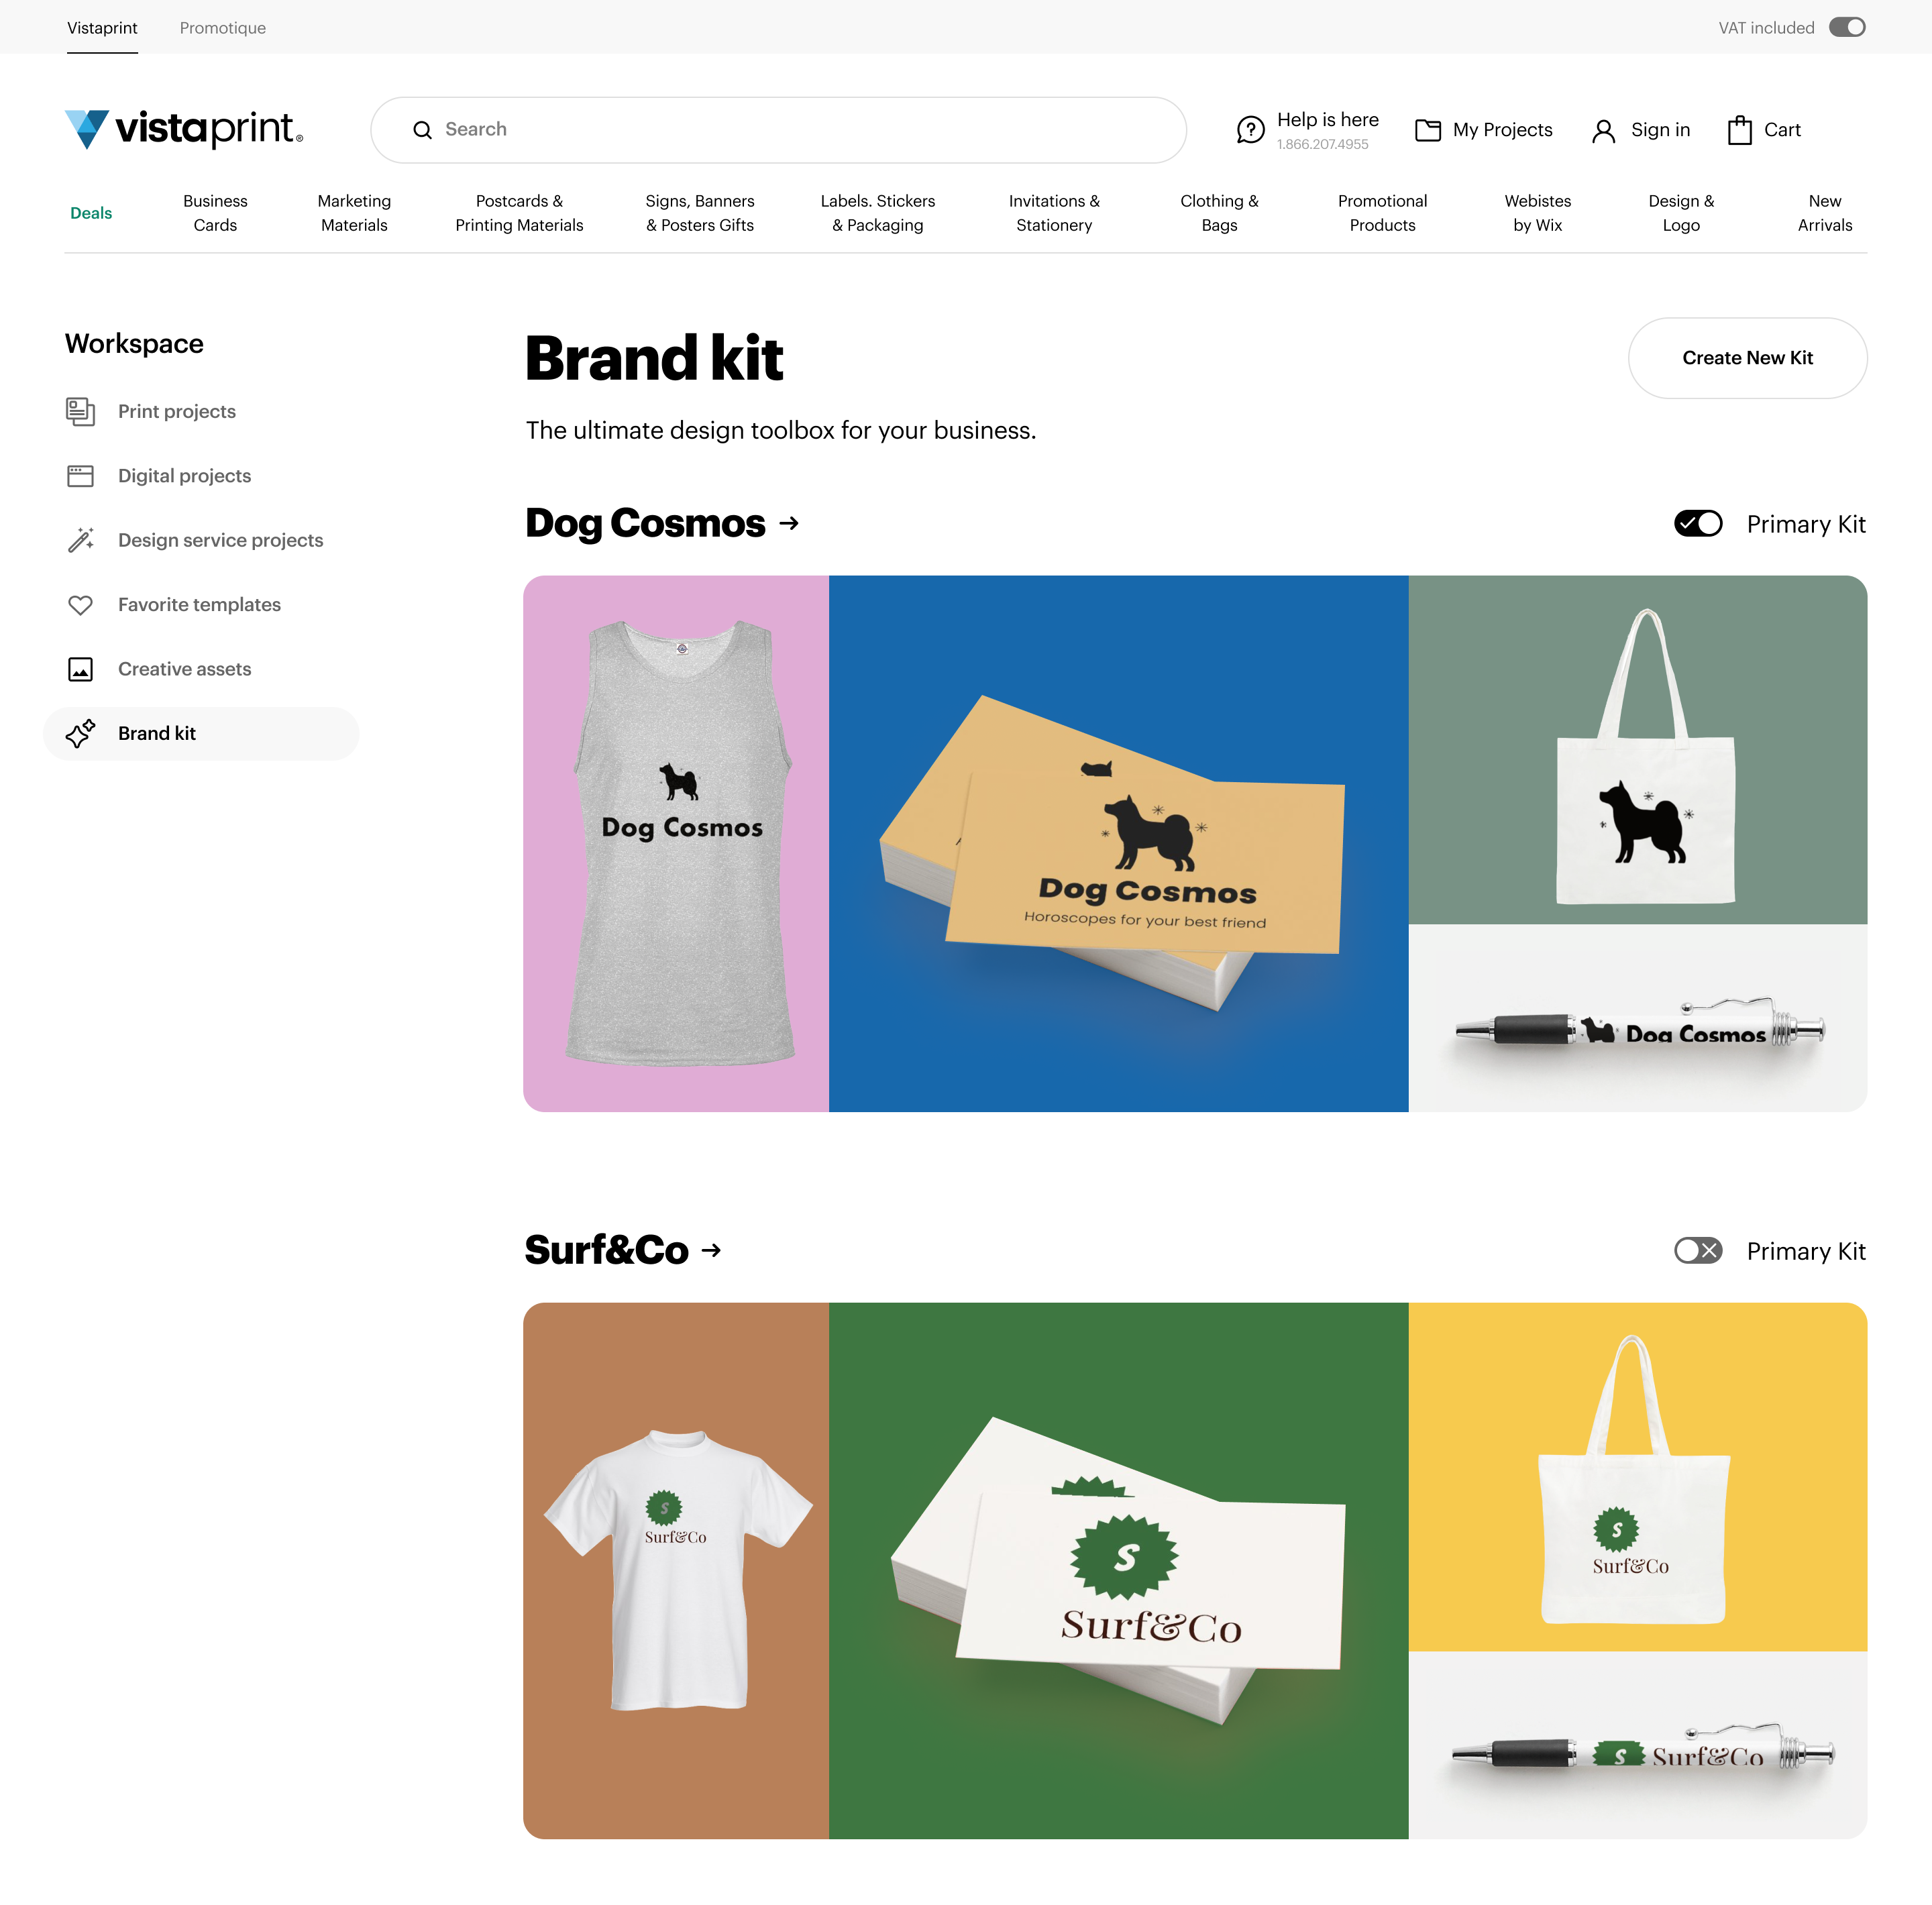 Vistaprint
Promotique
VAT included
vistaprint.®
Search
Help is here
1.866.207.4955
My Projects
Sign in
Cart
Deals
Business
Cards
Marketing
Materials
Postcards &
Printing Materials
Signs, Banners
& Posters Gifts
Labels. Stickers
& Packaging
Invitations &
Stationery
Clothing &
Bags
Promotional
Products
Webistes
by Wix
Design &
Logo
New
Arrivals
Workspace
Print projects
Digital projects
Design service projects
Favorite templates
Creative assets
Brand kit
Brand kit
The ultimate design toolbox for your business.
Create New Kit
Dog Cosmos →
Primary Kit
Dog Cosmos
Dog Cosmos
Horoscopes for your best friend
Dog Cosmos
Surf&Co →
Primary Kit
S
Surf&Co
S
Surf&Co
S
Surf&Co
S Surf&Co